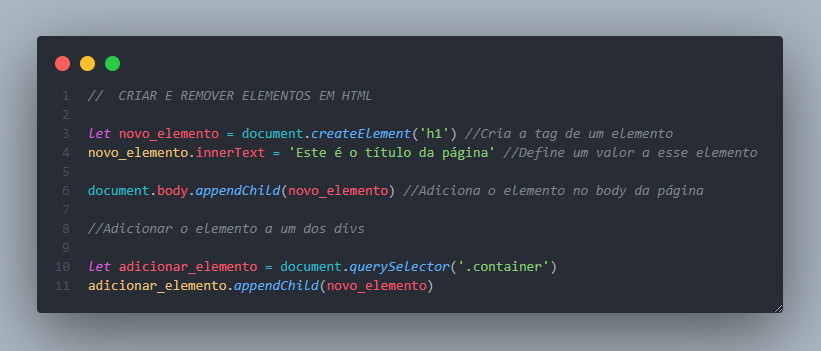 1 //  CRIAR E REMOVER ELEMENTOS EM HTML
2
3 let novo_elemento = document.createElement('h1') //Cria a tag de um elemento
4 novo_elemento.innerText = 'Este é o título da página' //Define um valor a esse elemento
5
6 document.body.appendChild(novo_elemento) //Adiciona o elemento no body da página
7
8 //Adicionar o elemento a um dos divs
9
10 let adicionar_elemento = document.querySelector('.container')
11 adicionar_elemento.appendChild(novo_elemento)